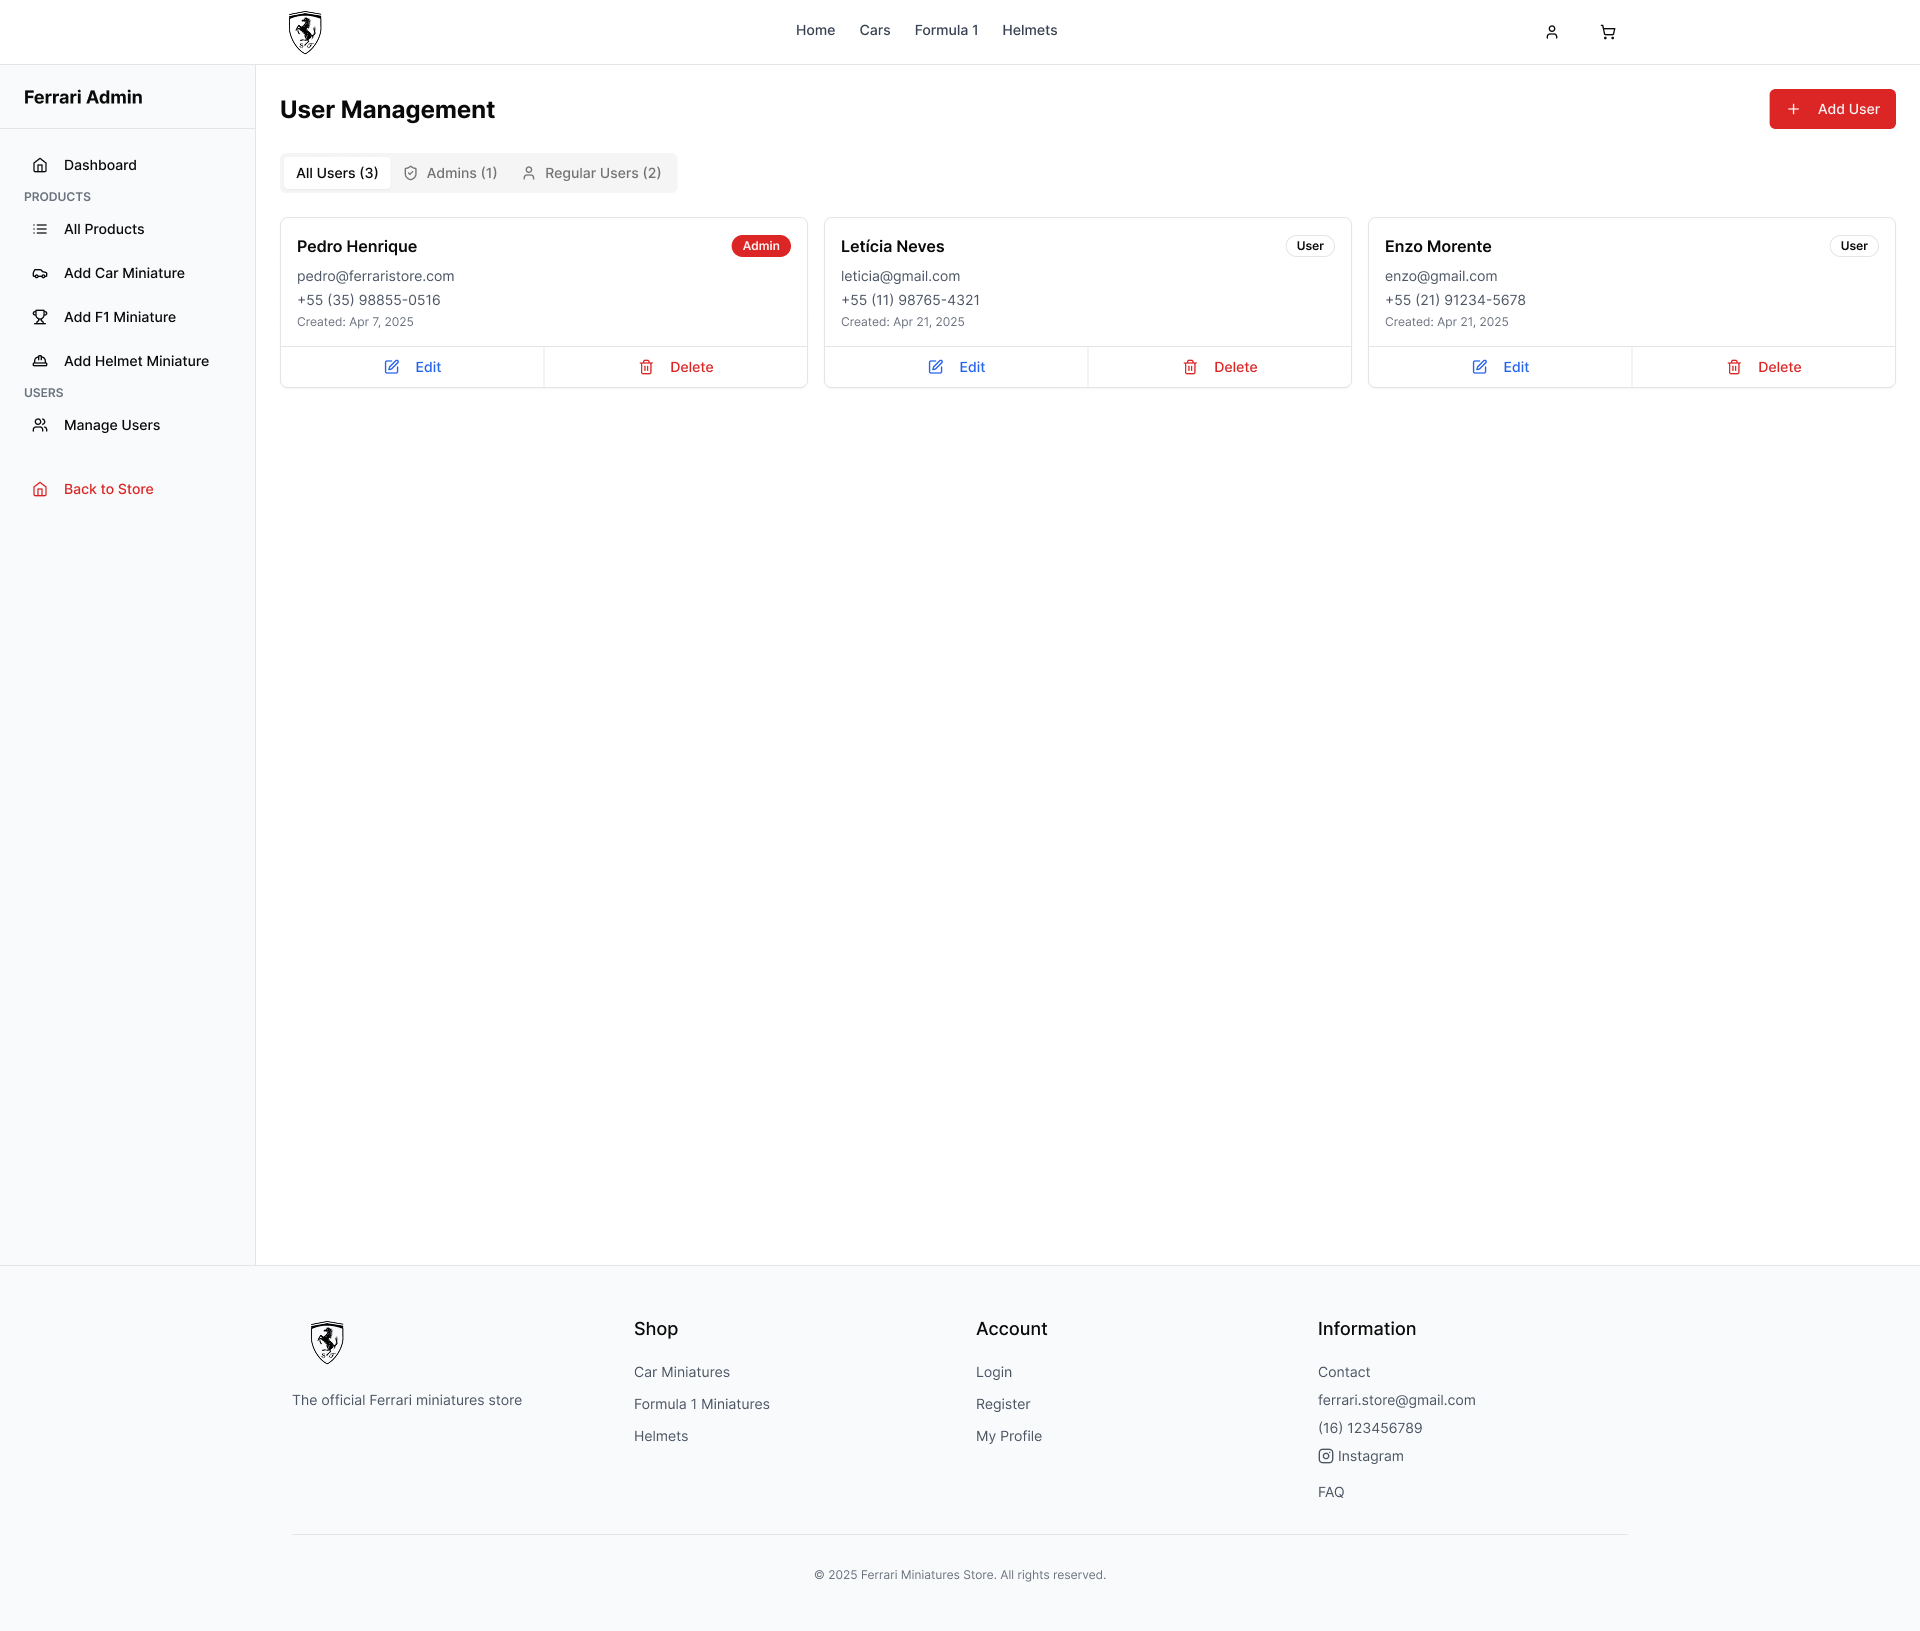 Home Cars Formula 1 Helmets
Ferrari Admin
Dashboard
PRODUCTS
All Products
Add Car Miniature
Add F1 Miniature
Add Helmet Miniature
USERS
Manage Users
Back to Store
User Management
Add User
All Users (3) Admins (1) Regular Users (2)
Pedro Henrique Admin
pedro@ferraristore.com
+55 (35) 98855-0516
Created: Apr 7, 2025
Edit Delete
Letícia Neves User
leticia@gmail.com
+55 (11) 98765-4321
Created: Apr 21, 2025
Edit Delete
Enzo Morente User
enzo@gmail.com
+55 (21) 91234-5678
Created: Apr 21, 2025
Edit Delete
The official Ferrari miniatures store
Shop
Car Miniatures
Formula 1 Miniatures
Helmets
Account
Login
Register
My Profile
Information
Contact
ferrari.store@gmail.com
(16) 123456789
Instagram
FAQ
© 2025 Ferrari Miniatures Store. All rights reserved.